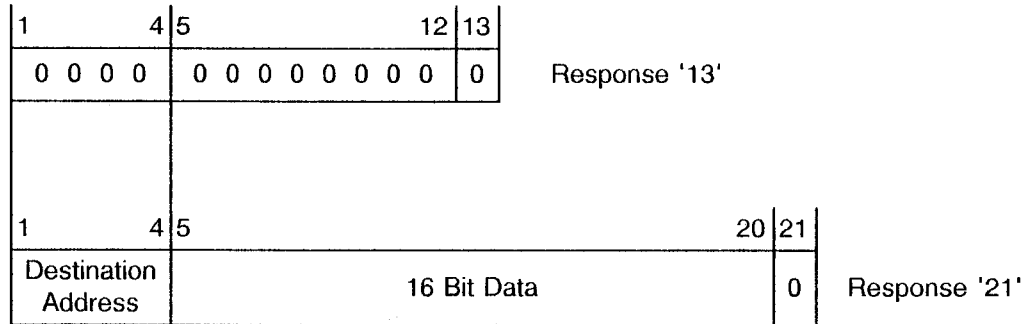 1 4 5 12 13
0 0 0 0 0 0 0 0 0 0 0 0 0 Response '13'
1 4 5 20 21
Destination Address 16 Bit Data 0 Response '21'